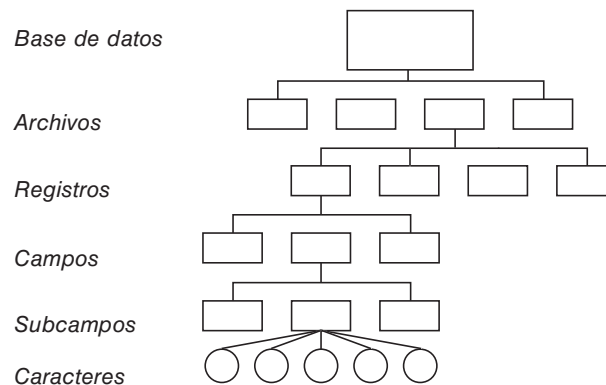 Base de datos
Archivos
Registros
Campos
Subcampos
Caracteres